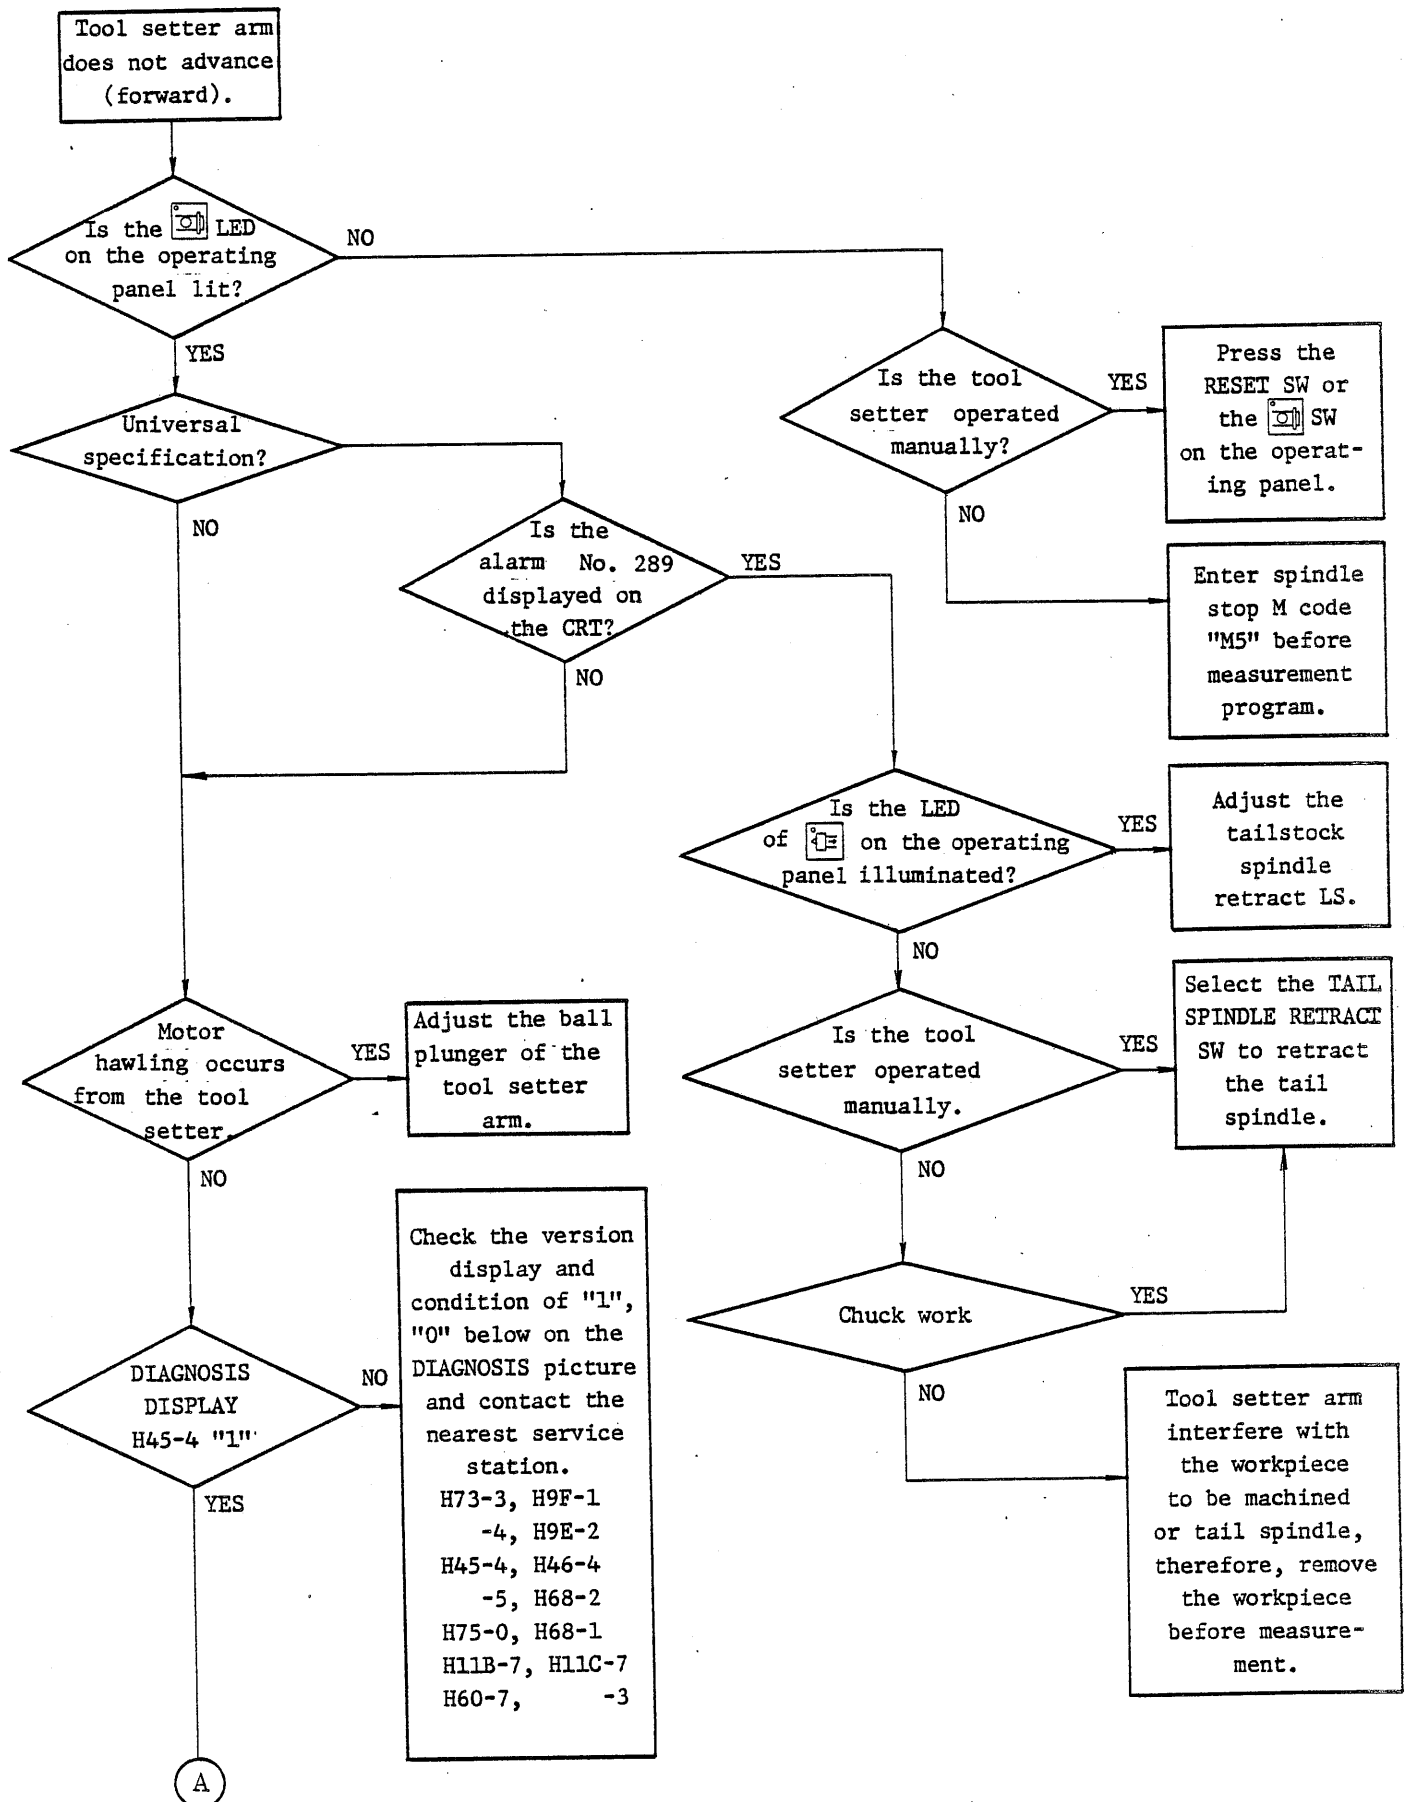 Tool setter arm
does not advance
(forward).
Is the LED
on the operating
panel lit?
NO
YES
Universal
specification?
NO
Is the
alarm No. 289
displayed on
the CRT?
YES
NO
Is the tool
setter operated
manually?
YES
NO
Press the
RESET SW or
the SW
on the operat-
ing panel.
Enter spindle
stop M code
"M5" before
measurement
program.
Is the LED
of on the operating
panel illuminated?
YES
NO
Adjust the
tailstock
spindle
retract LS.
Is the tool
setter operated
manually.
YES
NO
Select the TAIL
SPINDLE RETRACT
SW to retract
the tail
spindle.
Chuck work
YES
NO
Tool setter arm
interfere with
the workpiece
to be machined
or tail spindle,
therefore, remove
the workpiece
before measure-
ment.
Motor
hawling occurs
from the tool
setter.
YES
NO
Adjust the ball
plunger of the
tool setter
arm.
DIAGNOSIS
DISPLAY
H45-4 "1"
NO
YES
Check the version
display and
condition of "1",
"0" below on the
DIAGNOSIS picture
and contact the
nearest service
station.
H73-3, H9F-1
-4, H9E-2
H45-4, H46-4
-5, H68-2
H75-0, H68-1
H11B-7, H11C-7
H60-7, -3
A